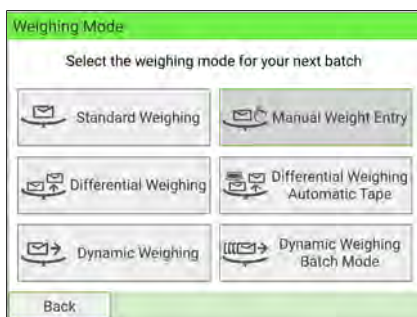 Weighing Mode
Select the weighing mode for your next batch
Standard Weighing
Manual Weight Entry
Differential Weighing
Differential Weighing
Automatic Tape
Dynamic Weighing
Dynamic Weighing
Batch Mode
Back